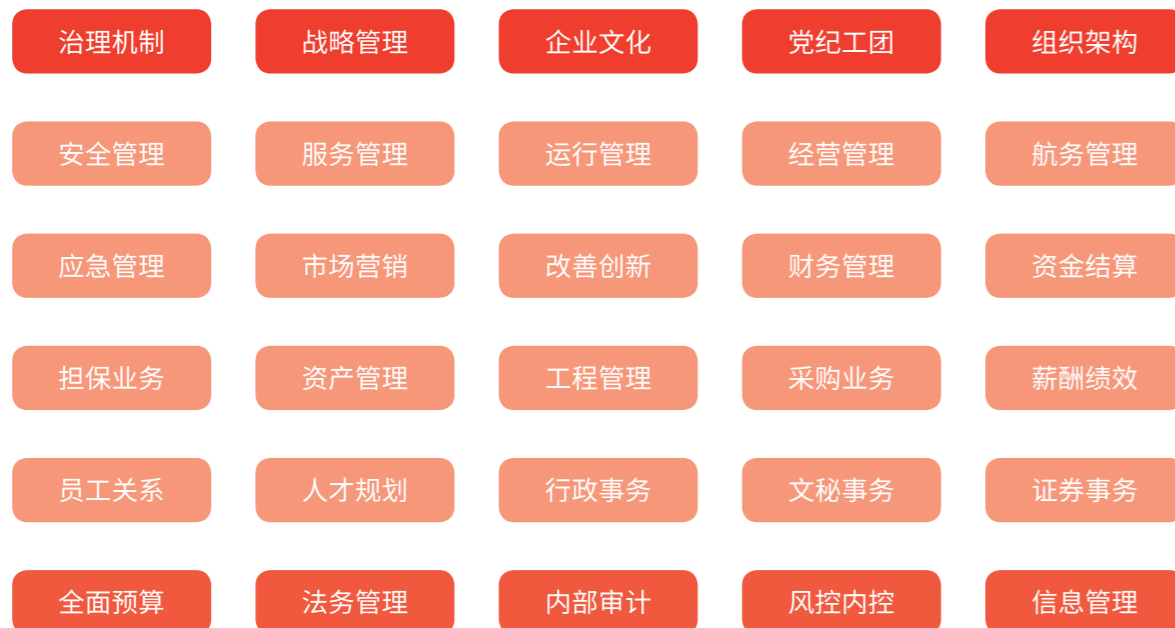 治理机制 战略管理 企业文化 党纪工团 组织架构
安全管理 服务管理 运行管理 经营管理 航务管理
应急管理 市场营销 改善创新 财务管理 资金结算
担保业务 资产管理 工程管理 采购业务 薪酬绩效
员工关系 人才规划 行政事务 文秘事务 证券事务
全面预算 法务管理 内部审计 风控内控 信息管理